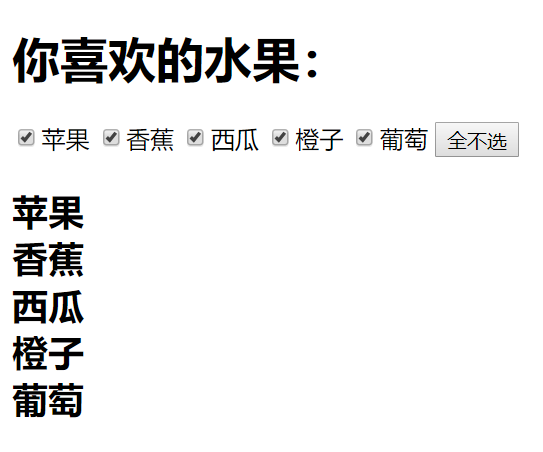 你喜欢的水果：
苹果 香蕉 西瓜 橙子 葡萄 全不选
苹果
香蕉
西瓜
橙子
葡萄